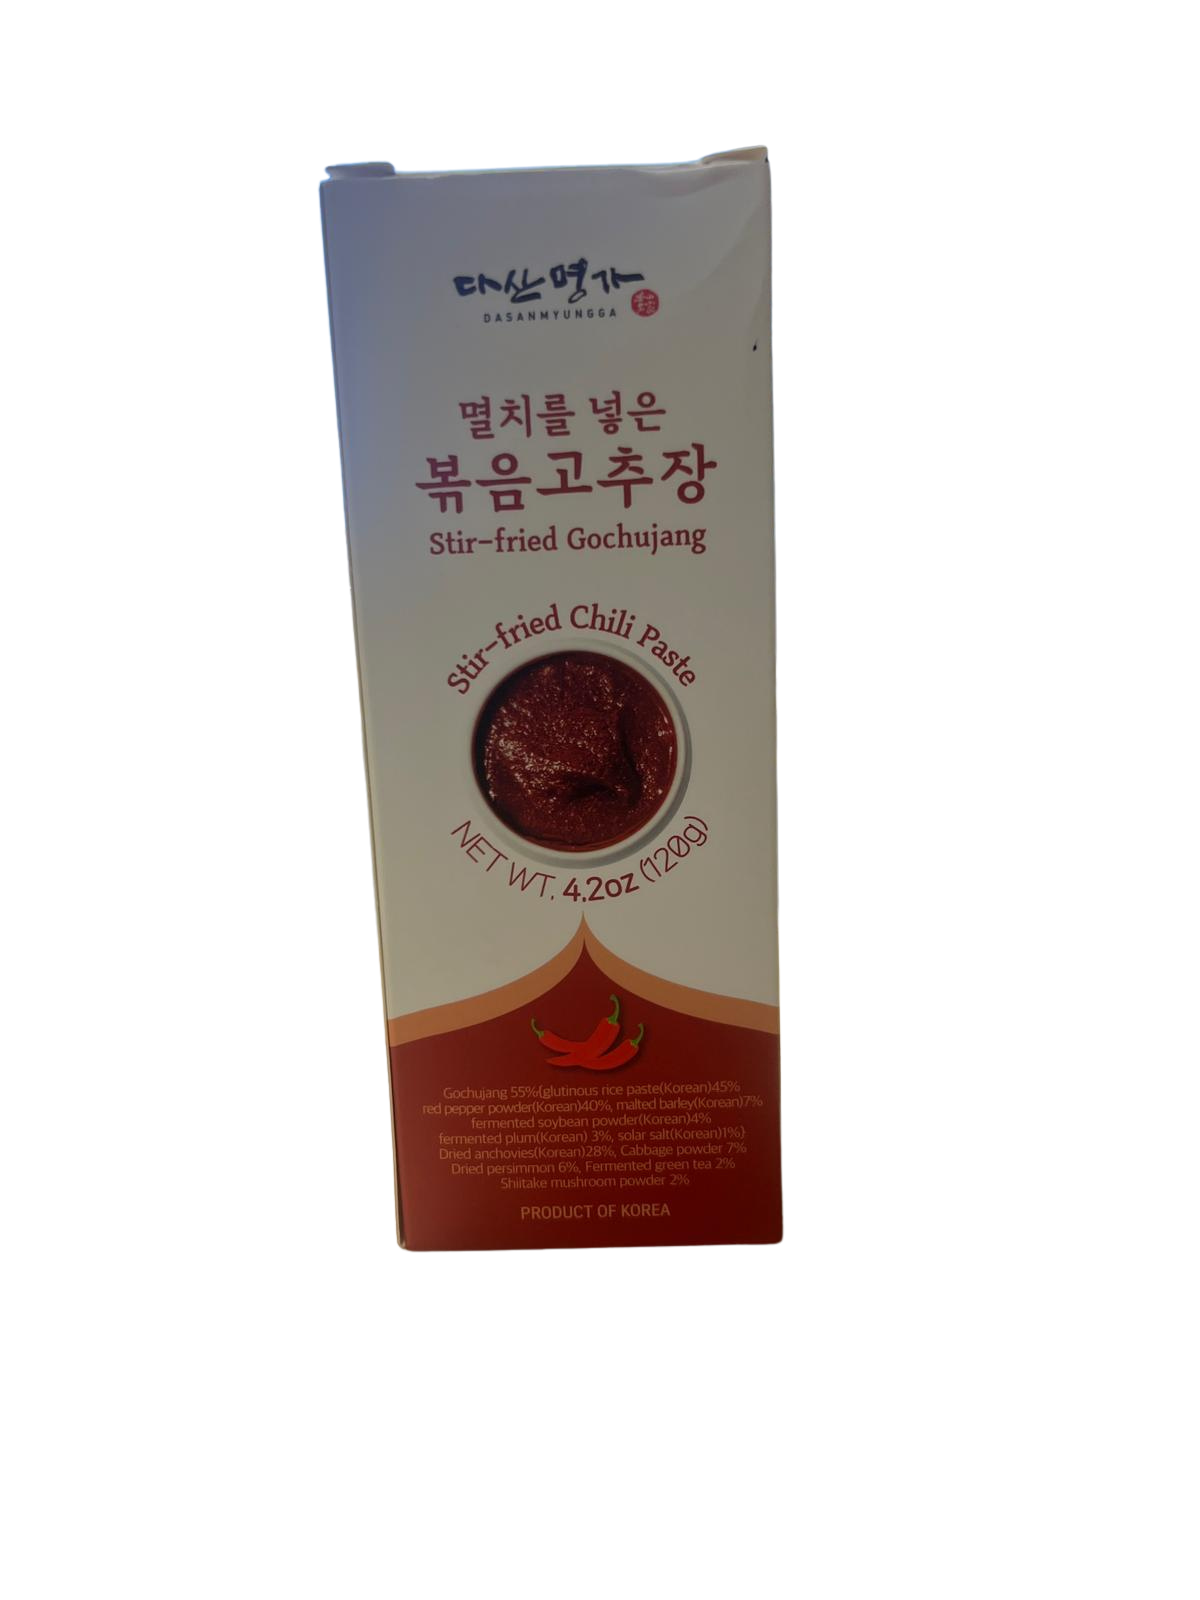 다산명가
DASANMYUNGGA
멸치를 넣은
볶음고추장
Stir-fried Gochujang
Stir-fried Chili Paste
NET WT. 4.2oz (120g)
Gochujang 55%{glutinous rice paste(Korean)45%
red pepper powder(Korean)40%, malted barley(Korean)7%
fermented soybean powder(Korean)4%
fermented plum(Korean) 3%, solar salt(Korean)1%}
Dried anchovies(Korean)28%, Cabbage powder 7%
Dried persimmon 6%, Fermented green tea 2%
Shiitake mushroom powder 2%
PRODUCT OF KOREA